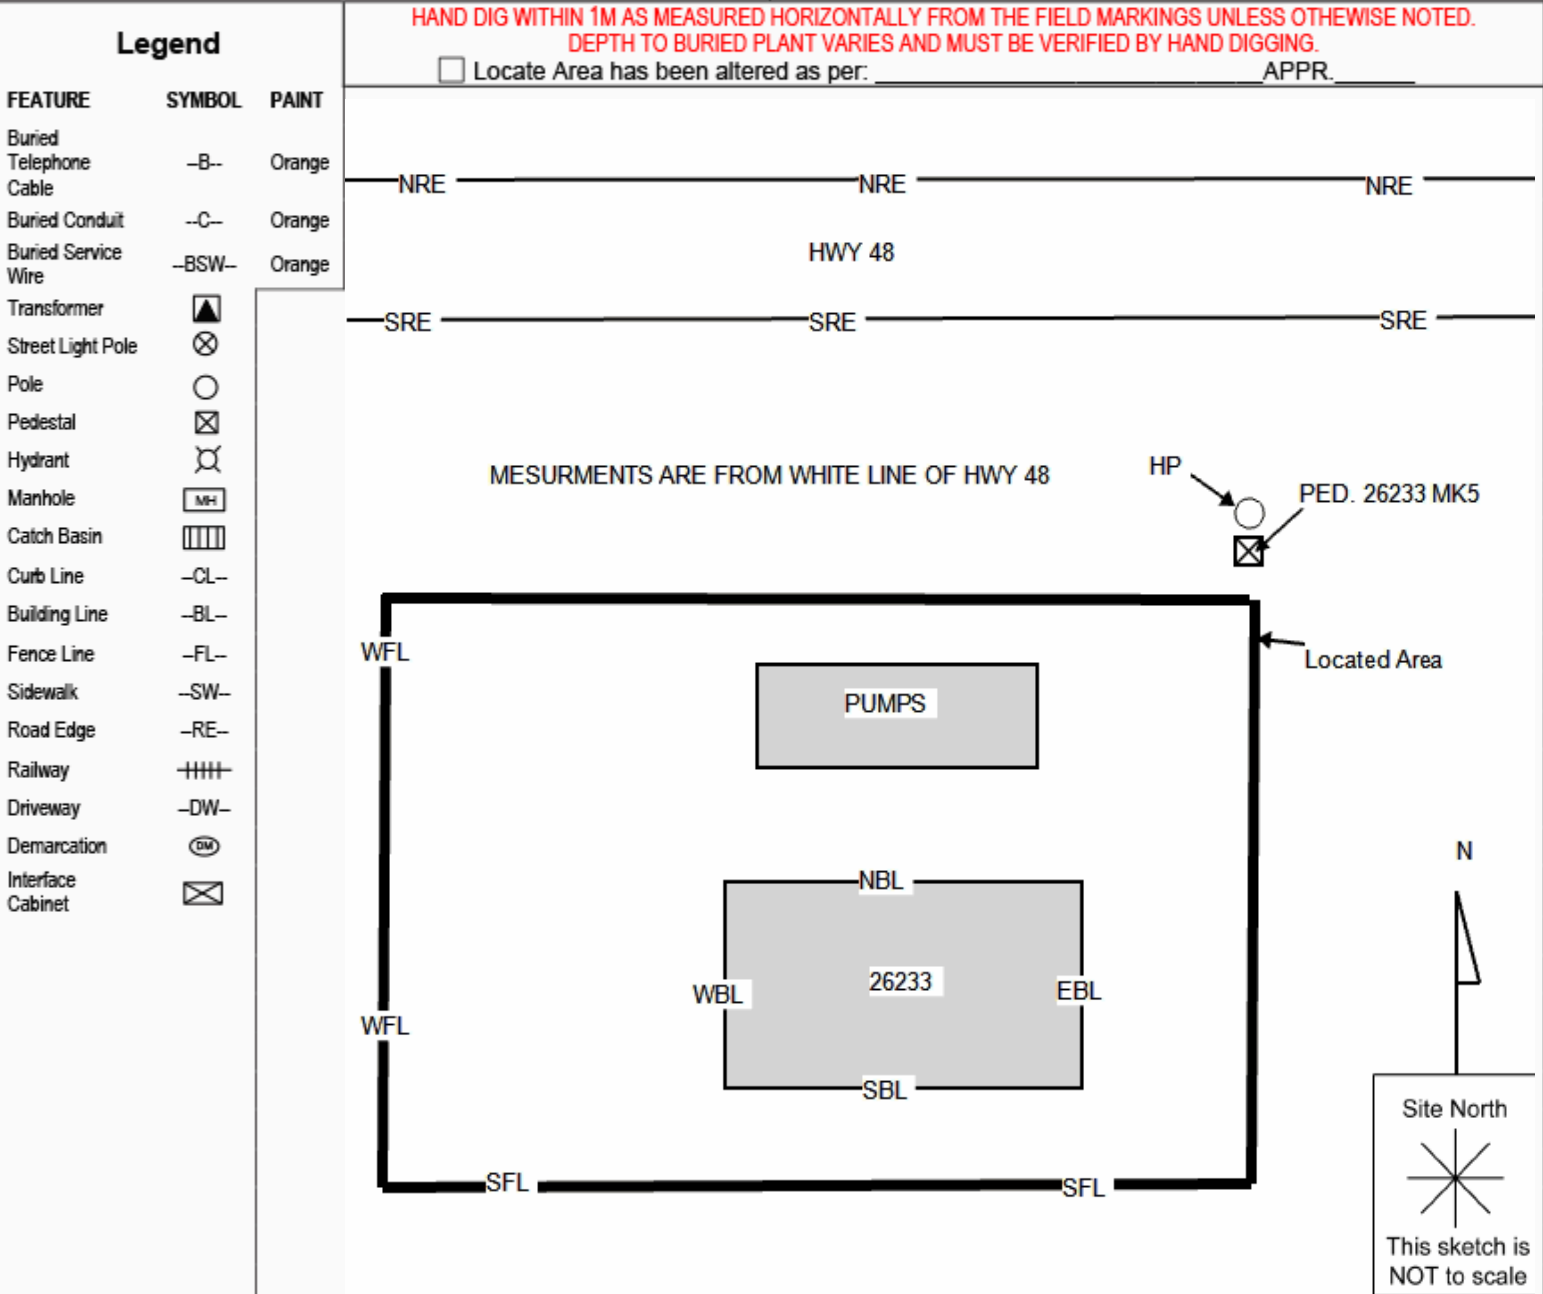 HAND DIG WITHIN 1M AS MEASURED HORIZONTALLY FROM THE FIELD MARKINGS UNLESS OTHEWISE NOTED.
DEPTH TO BURIED PLANT VARIES AND MUST BE VERIFIED BY HAND DIGGING.
Locate Area has been altered as per: ____________________________APPR.______
Legend
FEATURE SYMBOL PAINT
Buried
Telephone --B-- Orange
Cable
Buried Conduit --C-- Orange
Buried Service
Wire --BSW-- Orange
Transformer
Street Light Pole
Pole
Pedestal
Hydrant
Manhole MH
Catch Basin
Curb Line --CL--
Building Line --BL--
Fence Line --FL--
Sidewalk --SW--
Road Edge --RE--
Railway
Driveway --DW--
Demarcation DM
Interface
Cabinet
NRE NRE NRE
HWY 48
SRE SRE SRE
MESURMENTS ARE FROM WHITE LINE OF HWY 48
HP
PED. 26233 MK5
WFL
Located Area
PUMPS
N
NBL
26233
WBL EBL
WFL
SBL
SFL SFL
Site North
This sketch is
NOT to scale